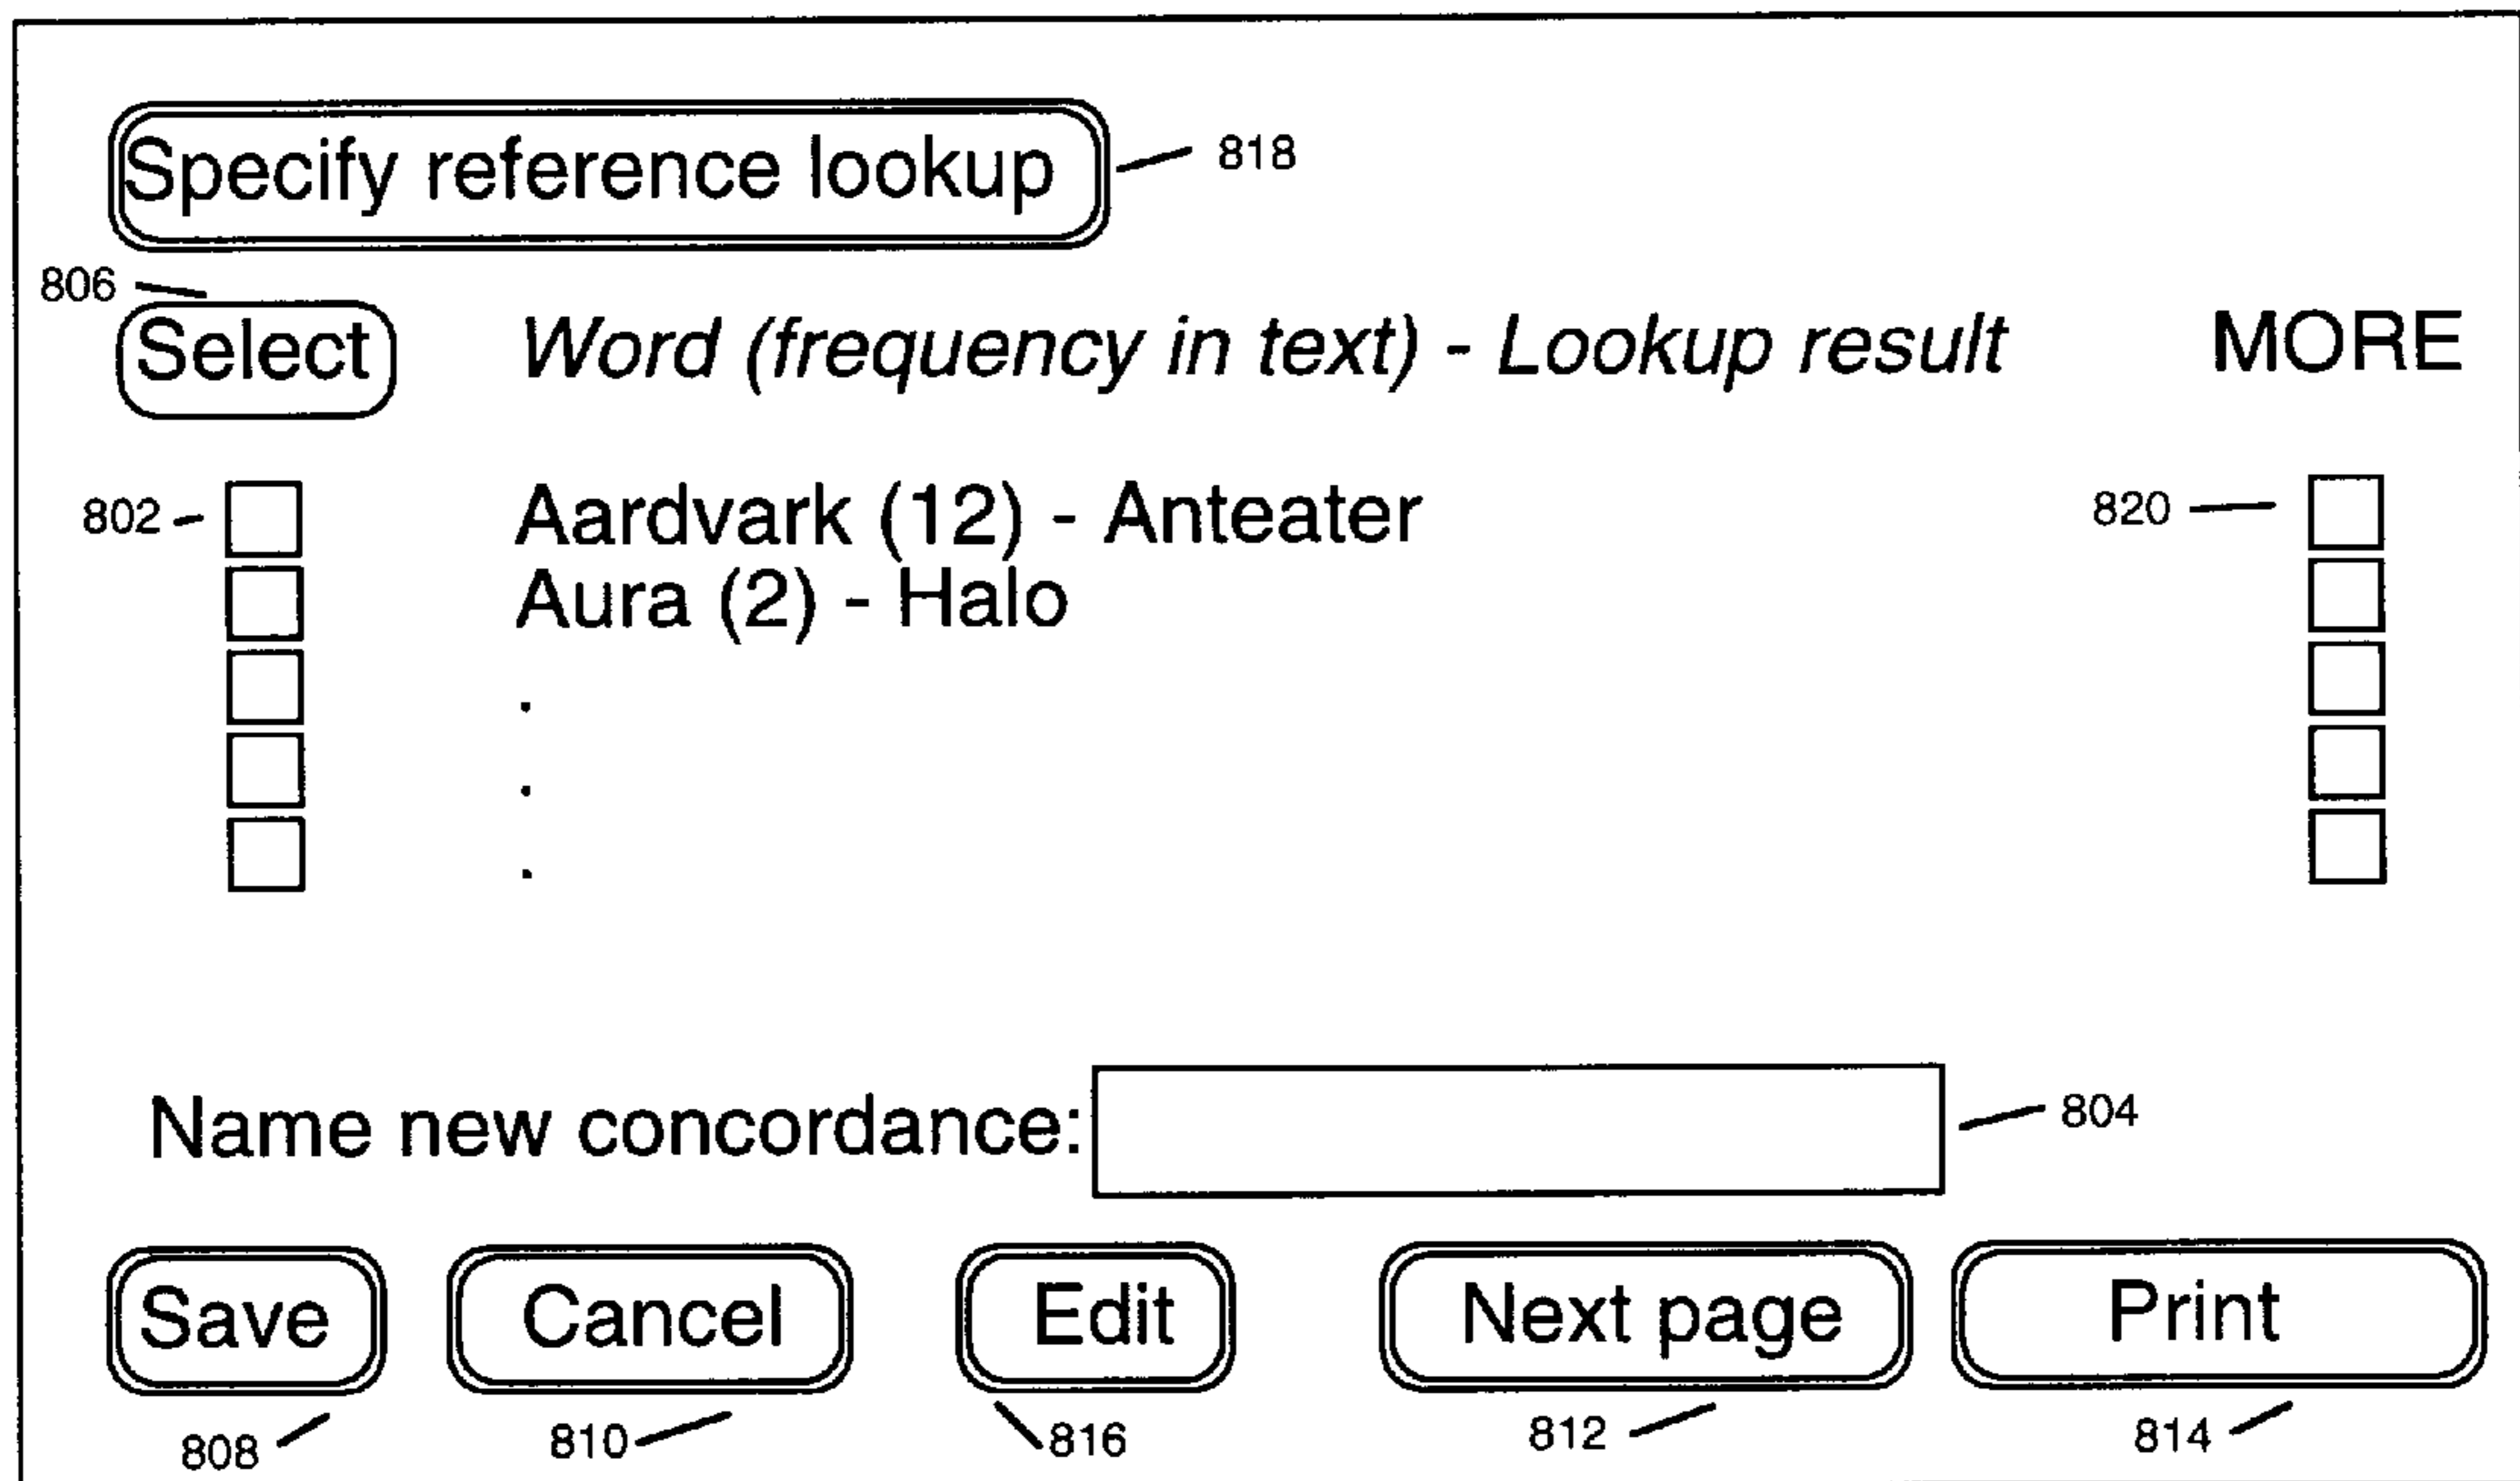 Specify reference lookup 818
806
Select Word (frequency in text) - Lookup result MORE
802 Aardvark (12) - Anteater 820
Aura (2) - Halo
.
.
.
Name new concordance: 804
Save Cancel Edit Next page Print
808 810 816 812 814